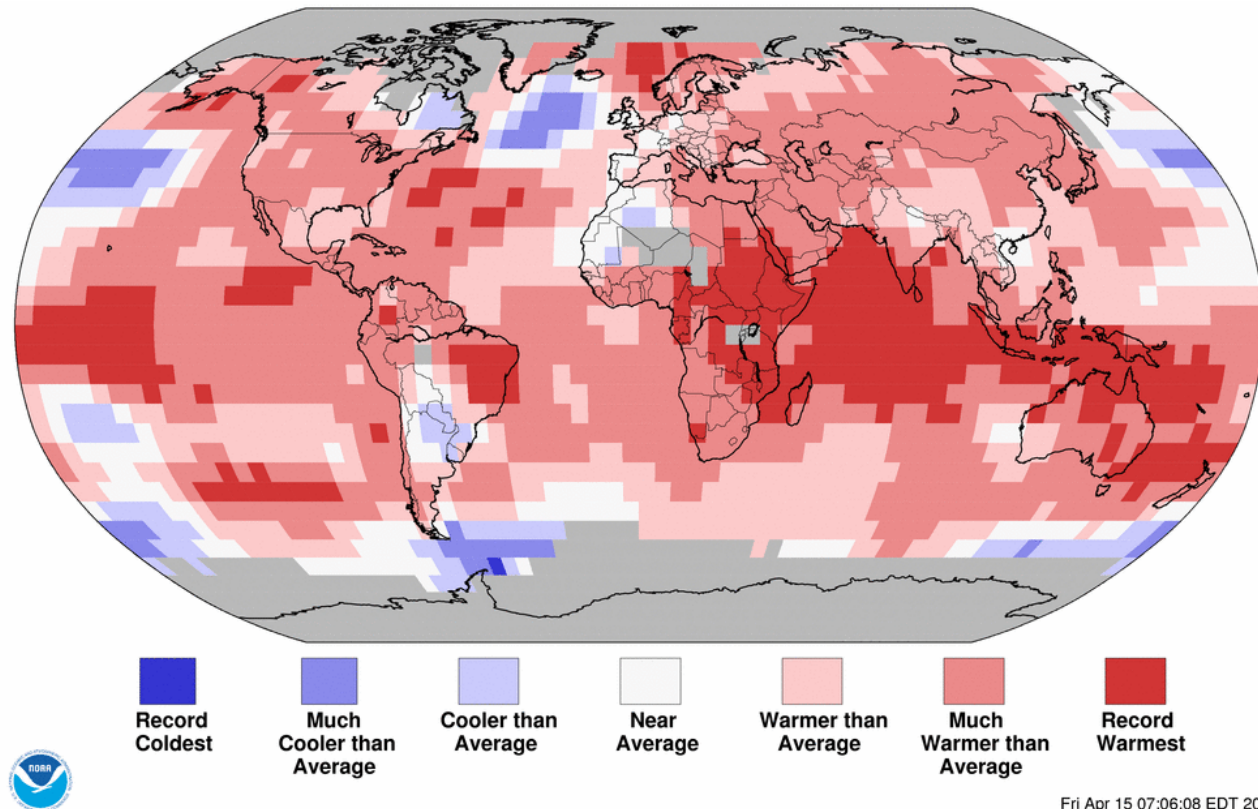 Record
Coldest
Much
Cooler than
Average
Cooler than
Average
Near
Average
Warmer than
Average
Much
Warmer than
Average
Record
Warmest
NOAA
Fri Apr 15 07:06:08 EDT 20